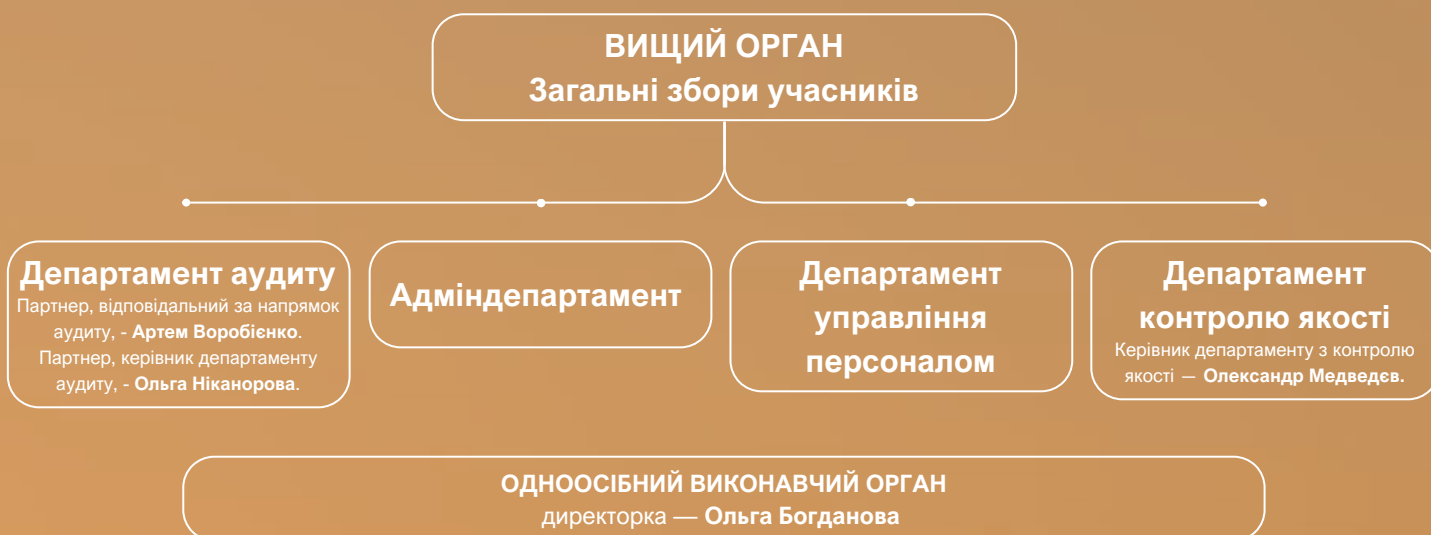 ВИЩИЙ ОРГАН
Загальні збори учасників
Департамент аудиту
Партнер, відповідальний за напрямок
аудиту, - Артем Воробієнко.
Партнер, керівник департаменту
аудиту, - Ольга Ніканорова.
Адміндепартамент
Департамент
управління
персоналом
Департамент
контролю якості
Керівник департаменту з контролю
якості — Олександр Медведєв.
ОДНООСІБНИЙ ВИКОНАВЧИЙ ОРГАН
директорка — Ольга Богданова